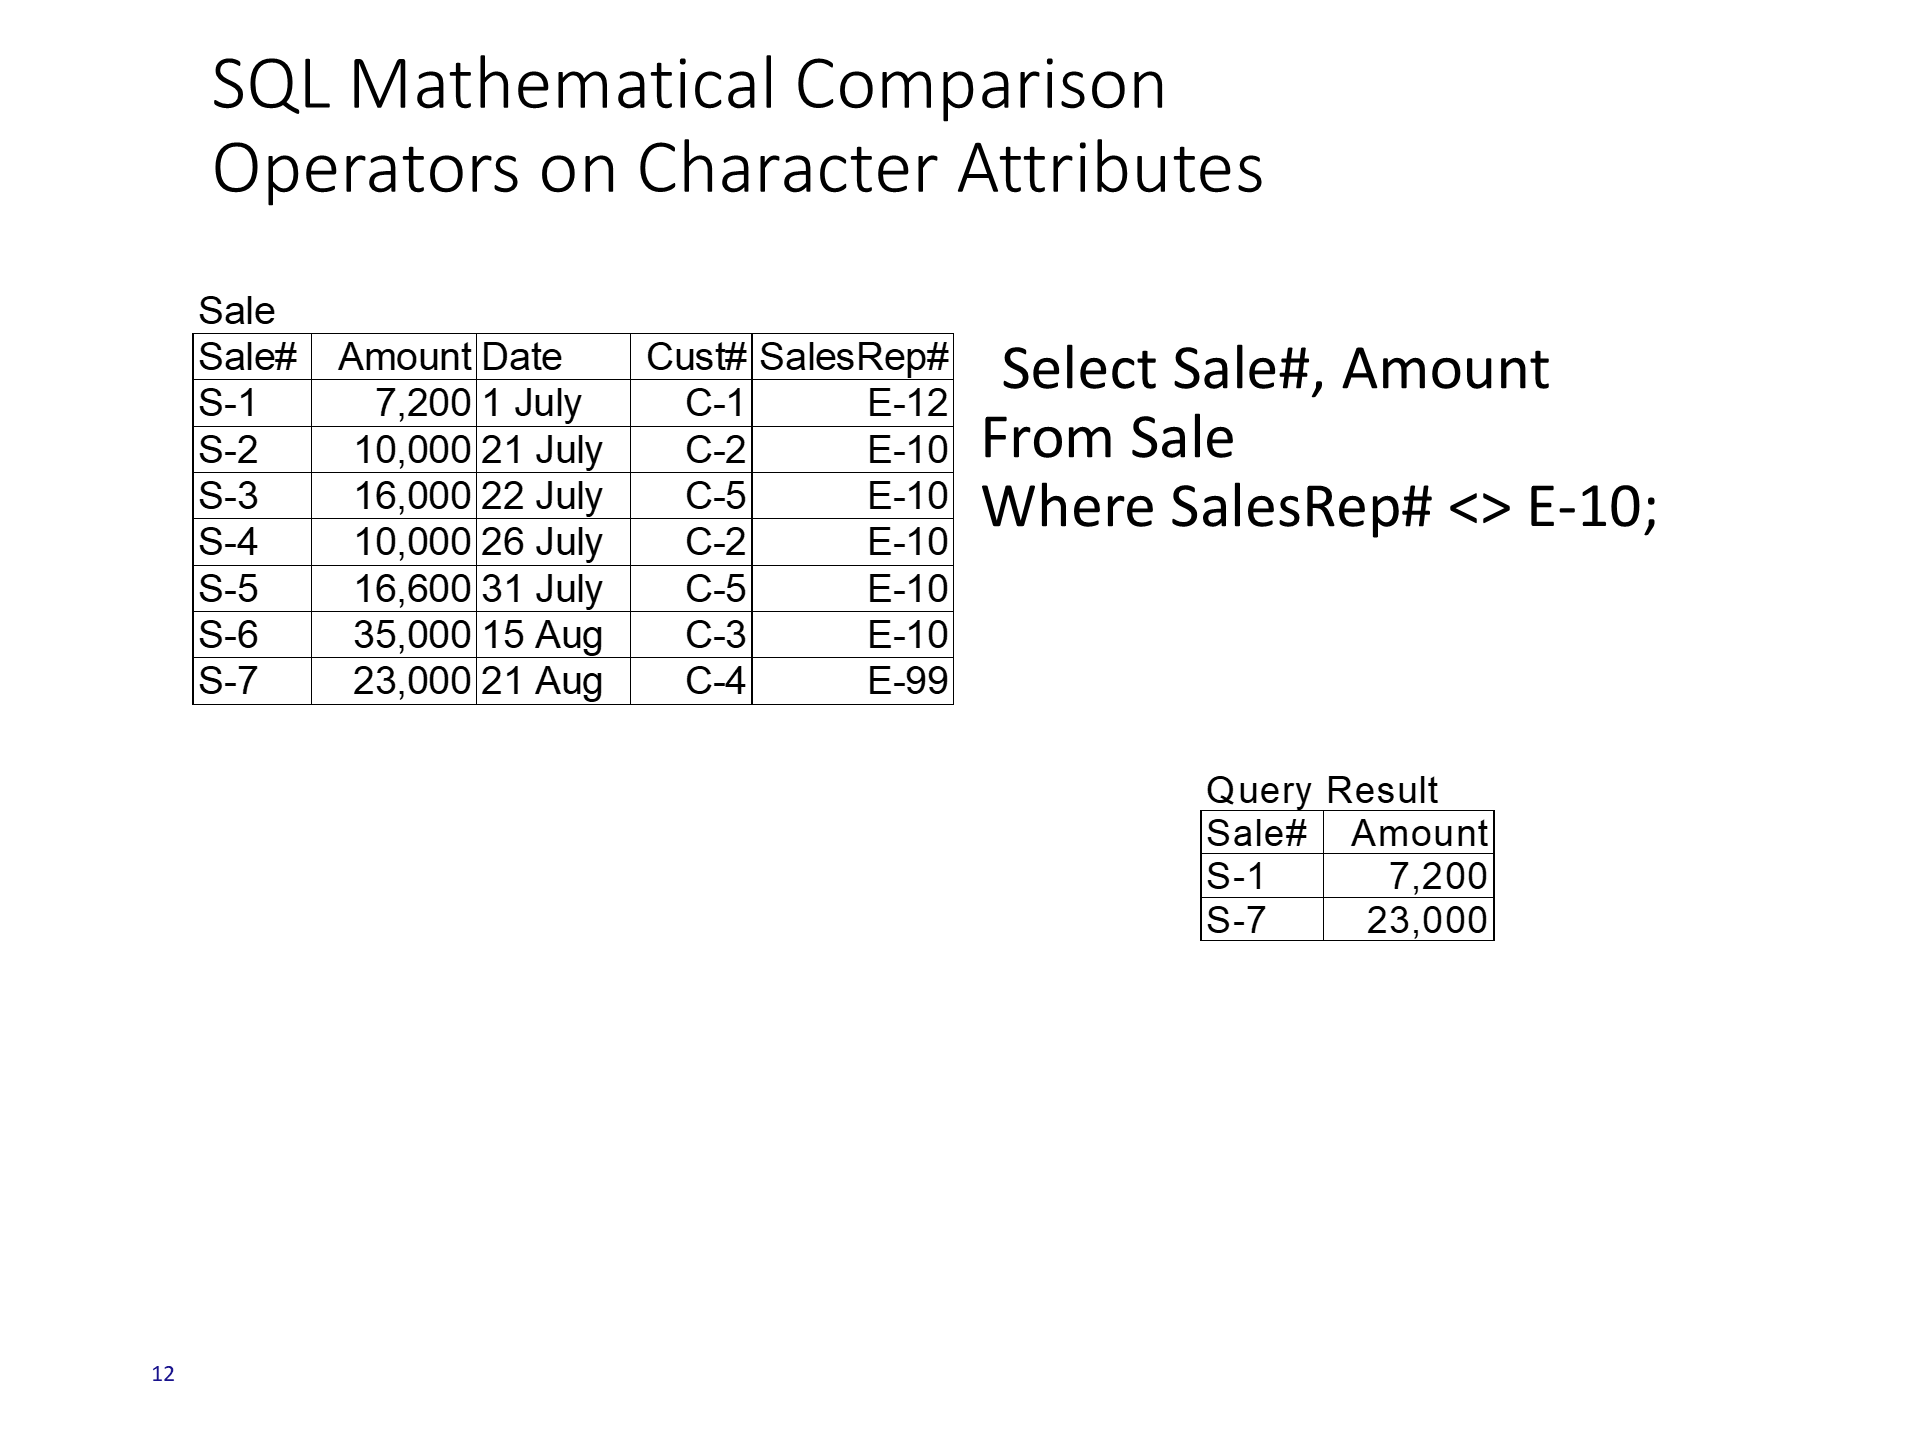 SQL Mathematical Comparison
Operators on Character Attributes
Sale
Sale# Amount Date Cust# SalesRep#
S-1 7,200 1 July C-1 E-12
S-2 10,000 21 July C-2 E-10
S-3 16,000 22 July C-5 E-10
S-4 10,000 26 July C-2 E-10
S-5 16,600 31 July C-5 E-10
S-6 35,000 15 Aug C-3 E-10
S-7 23,000 21 Aug C-4 E-99
Select Sale#, Amount
From Sale
Where SalesRep# <> E-10;
Query Result
Sale# Amount
S-1 7,200
S-7 23,000
12